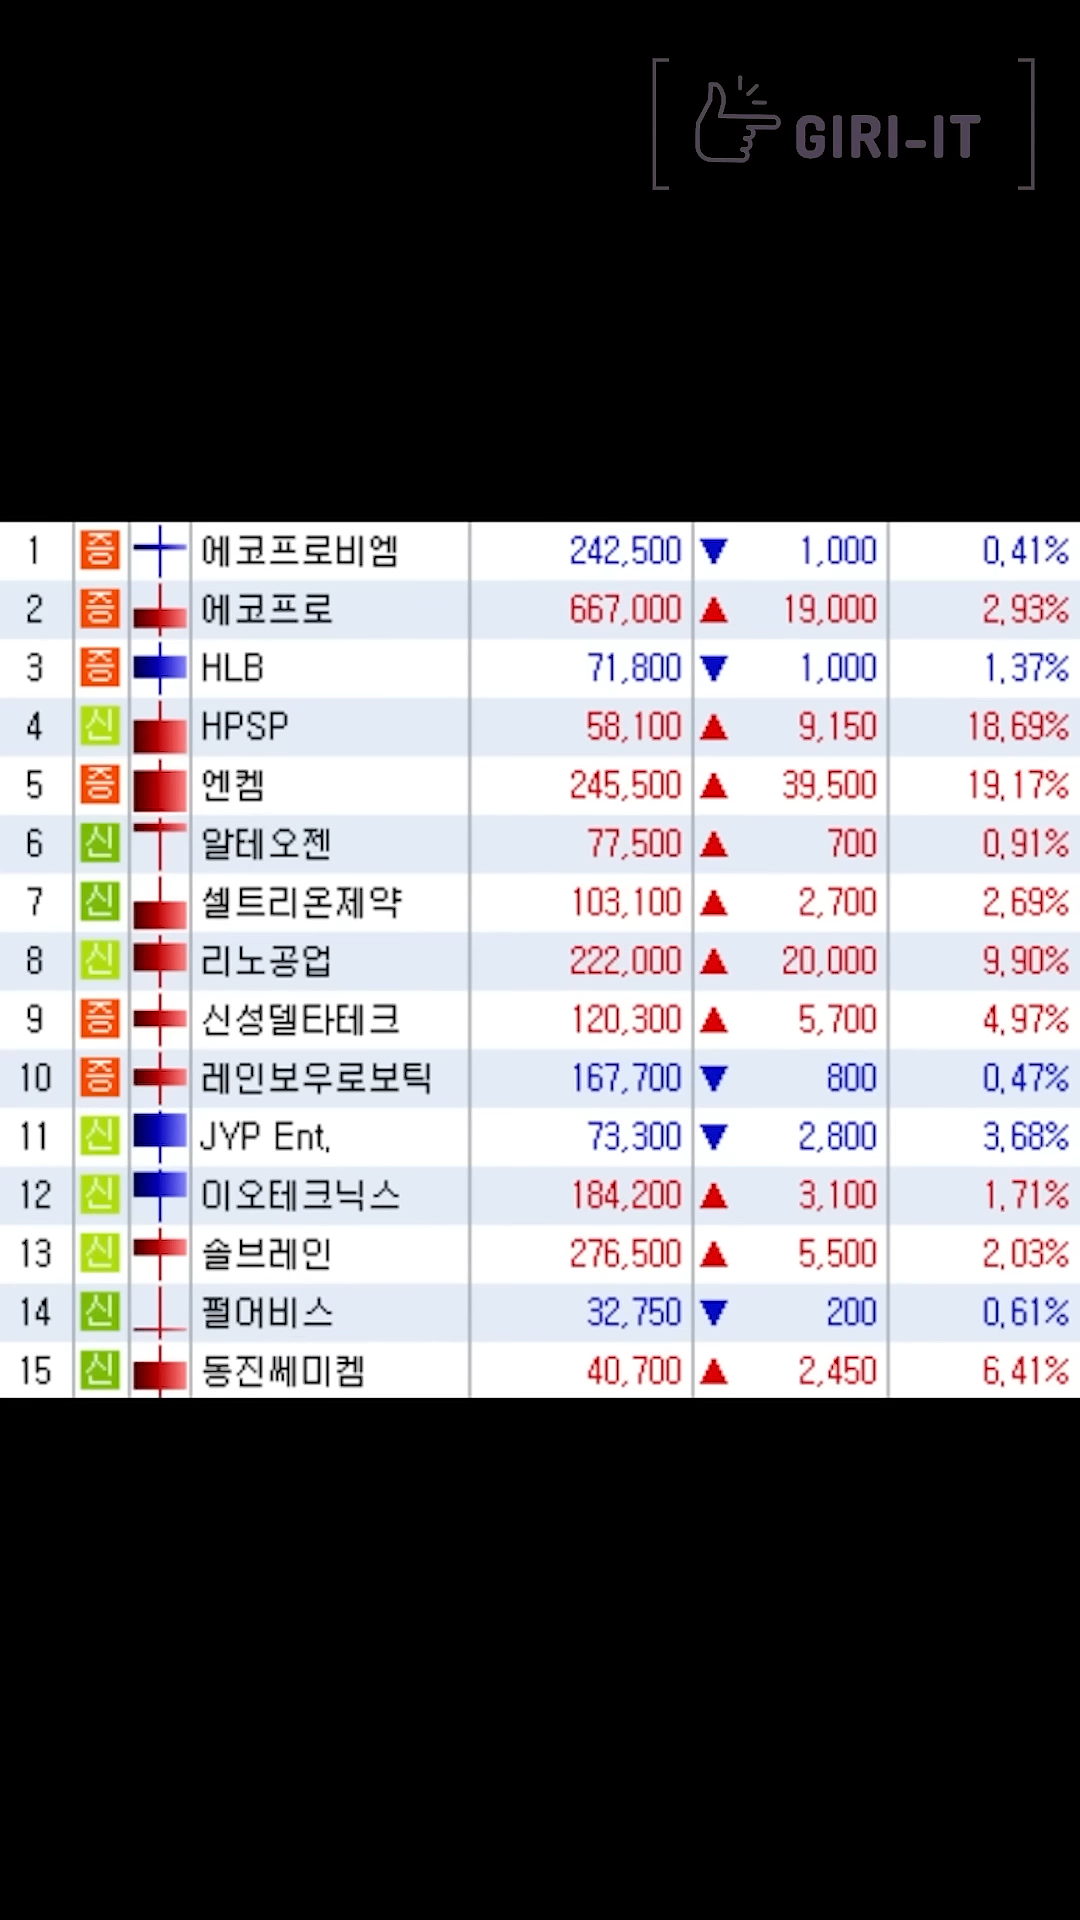 GIRI-IT
1 증 에코프로비엠 242,500 ▼ 1,000 0.41%
2 증 에코프로 667,000 ▲ 19,000 2.93%
3 증 HLB 71,800 ▼ 1,000 1.37%
4 신 HPSP 58,100 ▲ 9,150 18.69%
5 증 엔켐 245,500 ▲ 39,500 19.17%
6 신 알테오젠 77,500 ▲ 700 0.91%
7 신 셀트리온제약 103,100 ▲ 2,700 2.69%
8 신 리노공업 222,000 ▲ 20,000 9.90%
9 증 신성델타테크 120,300 ▲ 5,700 4.97%
10 증 레인보우로보틱 167,700 ▼ 800 0.47%
11 신 JYP Ent. 73,300 ▼ 2,800 3.68%
12 신 이오테크닉스 184,200 ▲ 3,100 1.71%
13 신 솔브레인 276,500 ▲ 5,500 2.03%
14 신 펄어비스 32,750 ▼ 200 0.61%
15 신 동진쎄미켐 40,700 ▲ 2,450 6.41%